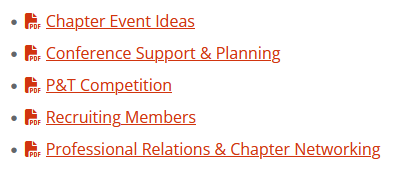 Chapter Event Ideas
Conference Support & Planning
P&T Competition
Recruiting Members
Professional Relations & Chapter Networking